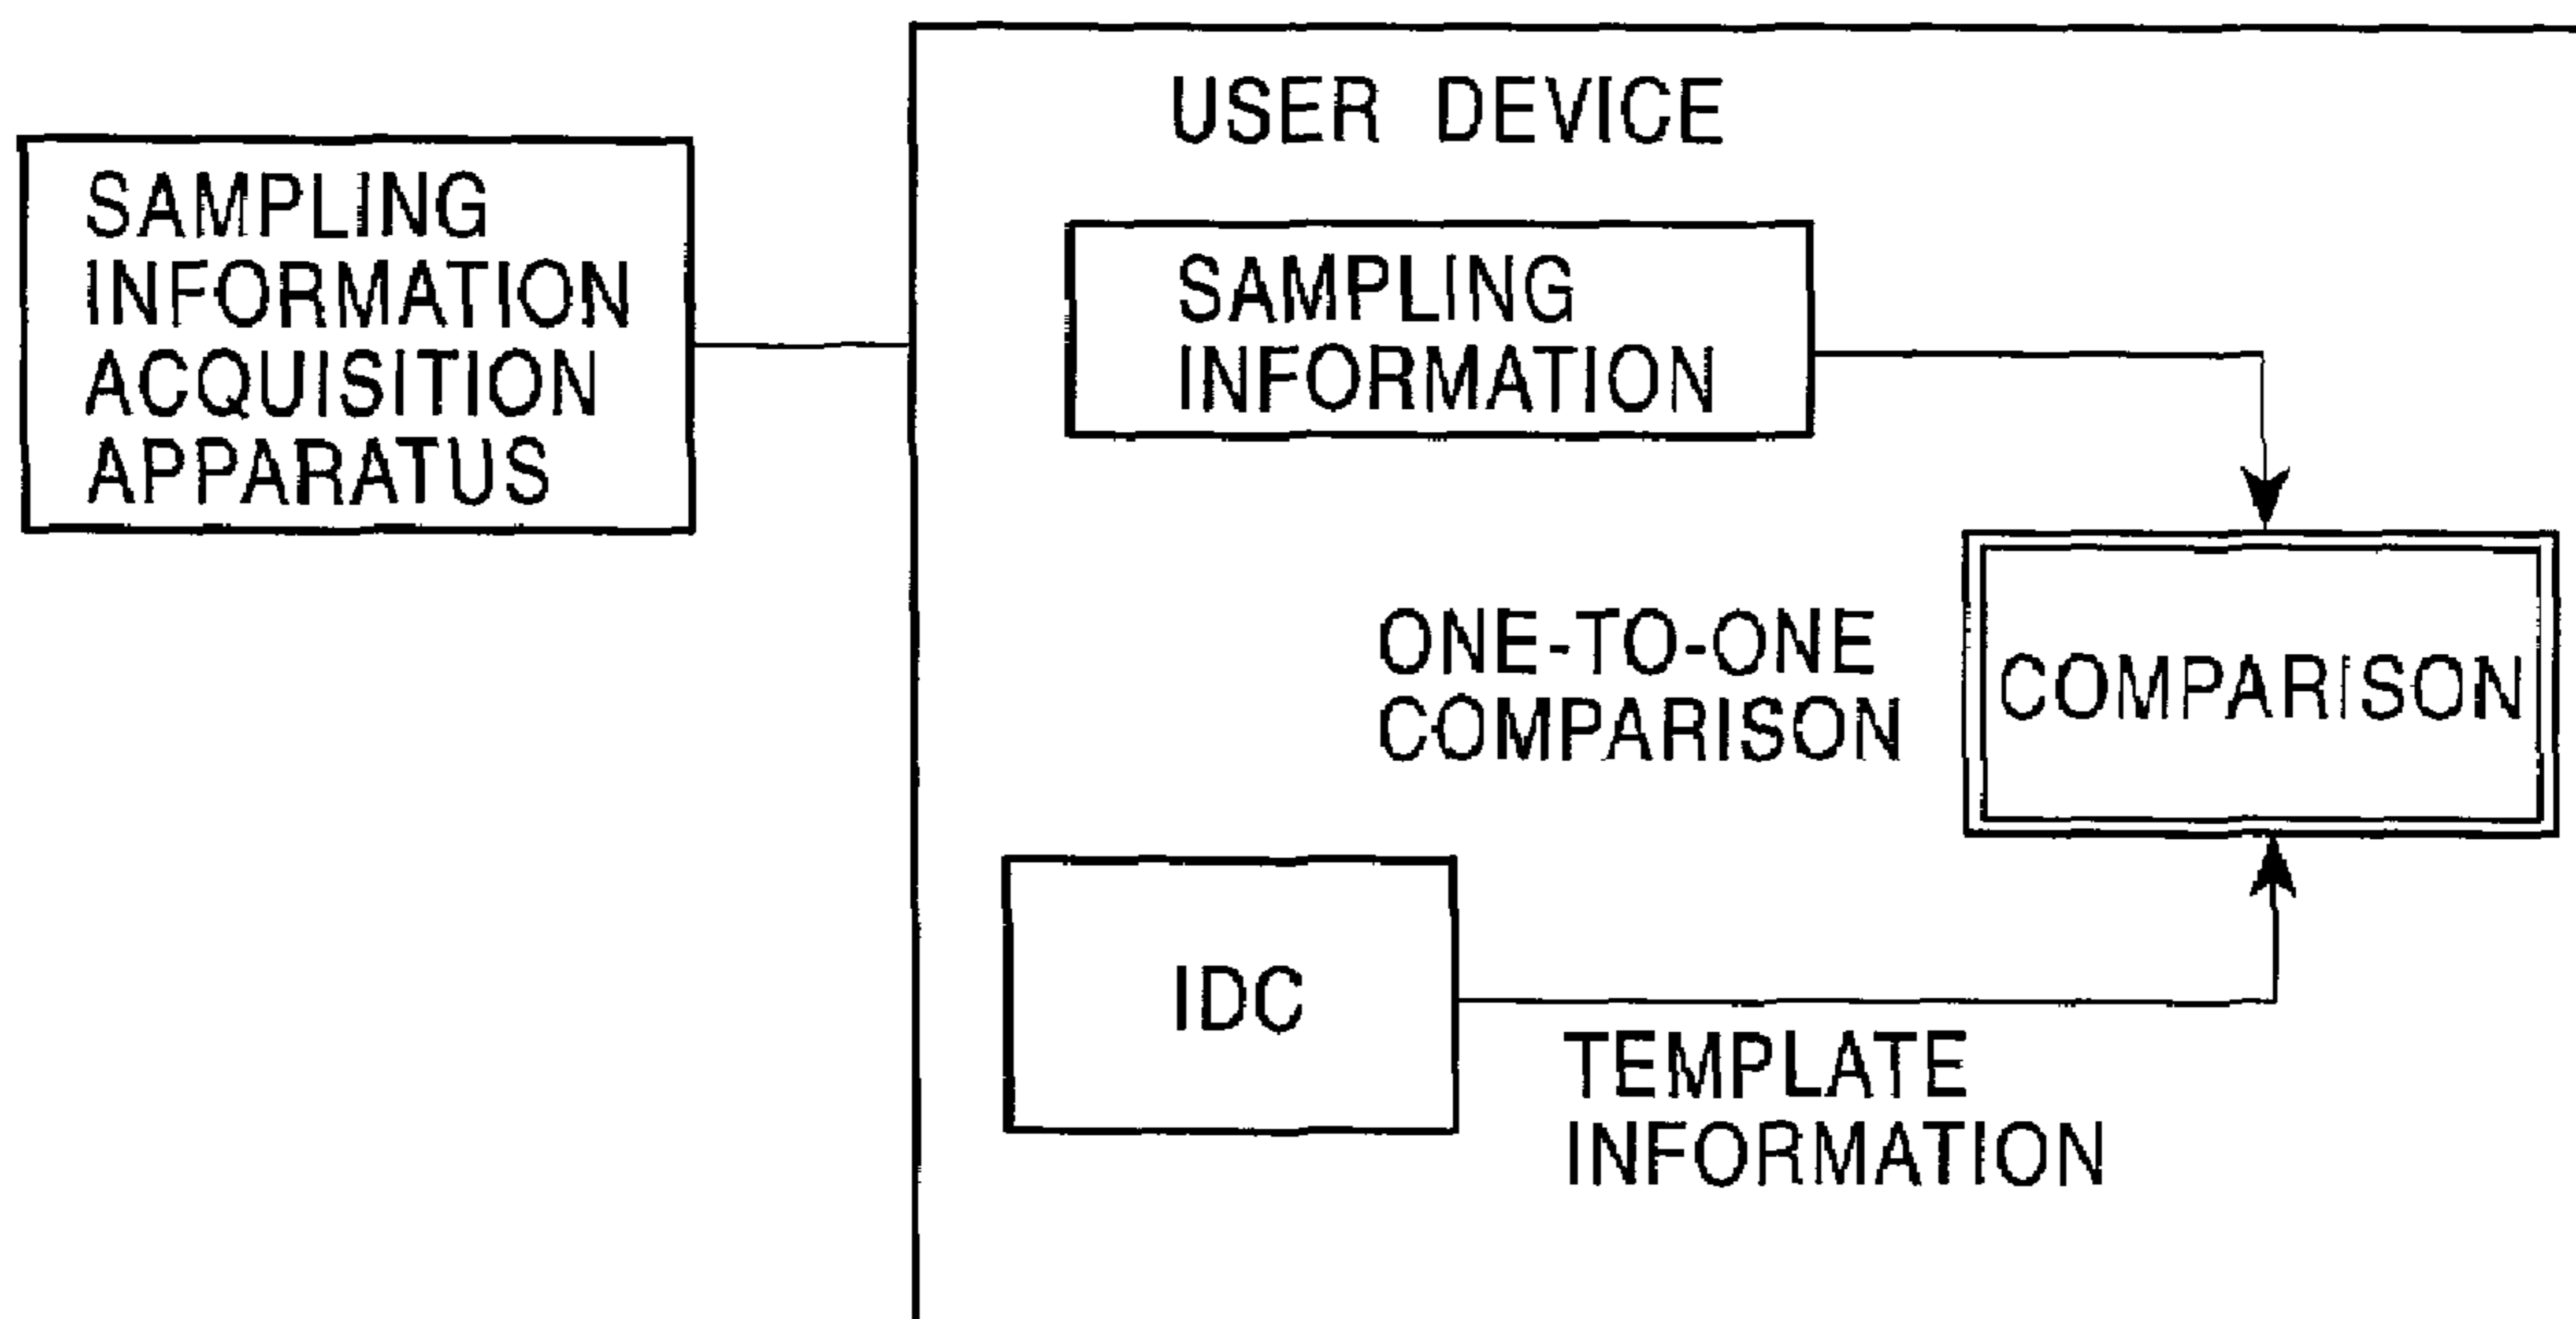 USER DEVICE
SAMPLING
INFORMATION
ACQUISITION
APPARATUS
SAMPLING
INFORMATION
ONE-TO-ONE
COMPARISON
COMPARISON
IDC
TEMPLATE
INFORMATION